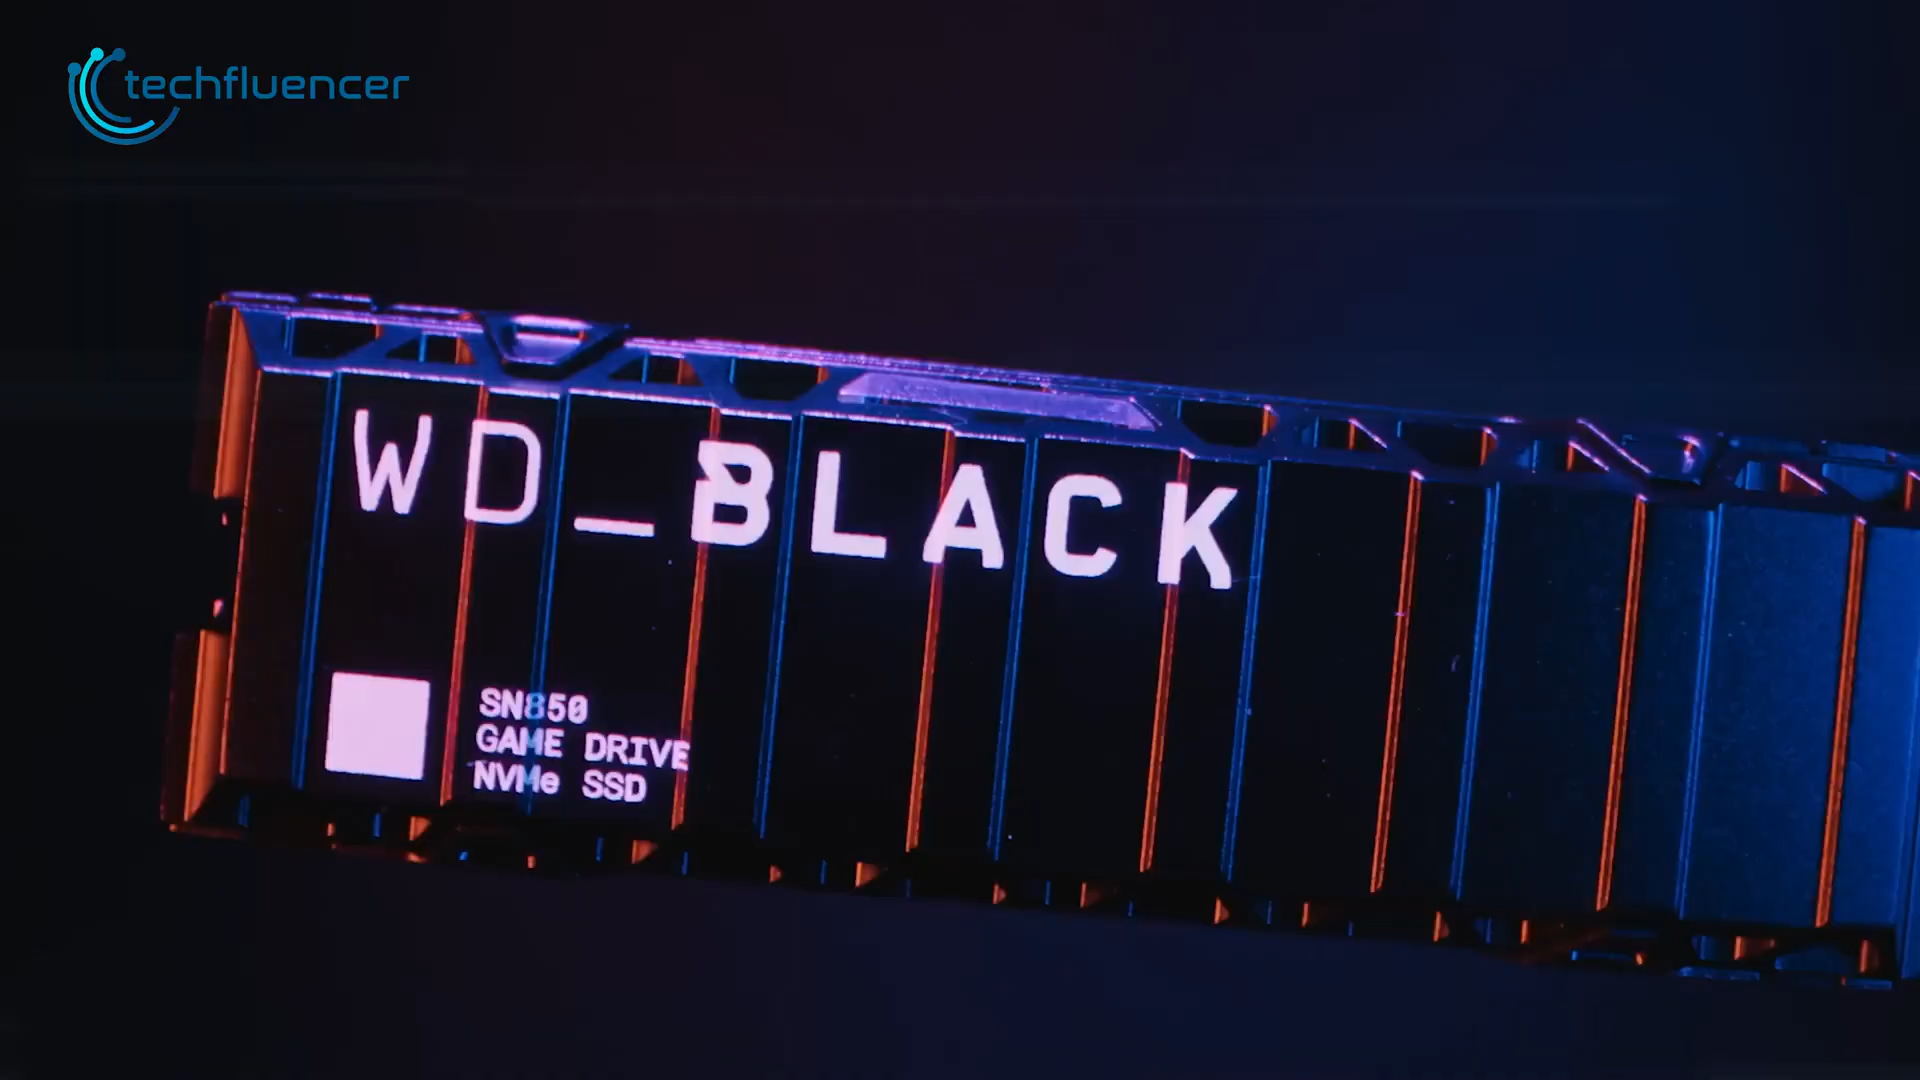 techfluencer
WD_BLACK
SN850
GAME DRIVE
NVMe SSD